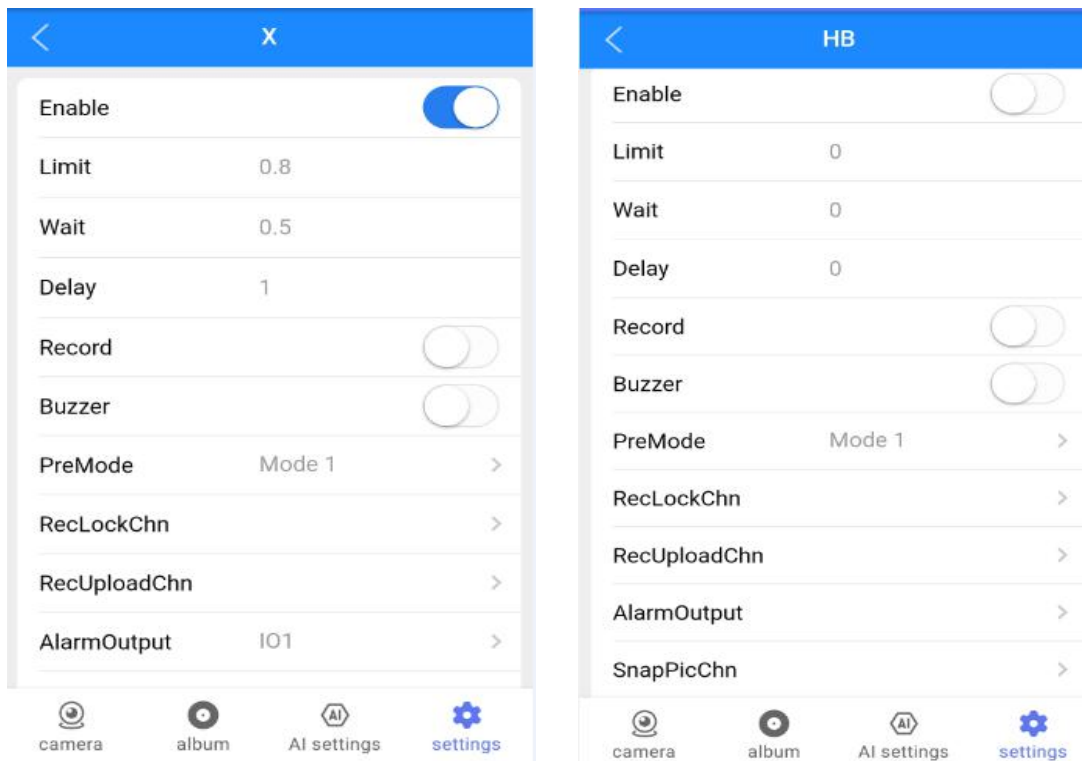 X
Enable
Limit 0.8
Wait 0.5
Delay 1
Record
Buzzer
PreMode Mode 1
RecLockChn
RecUploadChn
AlarmOutput IO1
camera album AI settings settings
HB
Enable
Limit 0
Wait 0
Delay 0
Record
Buzzer
PreMode Mode 1
RecLockChn
RecUploadChn
AlarmOutput
SnapPicChn
camera album AI settings settings